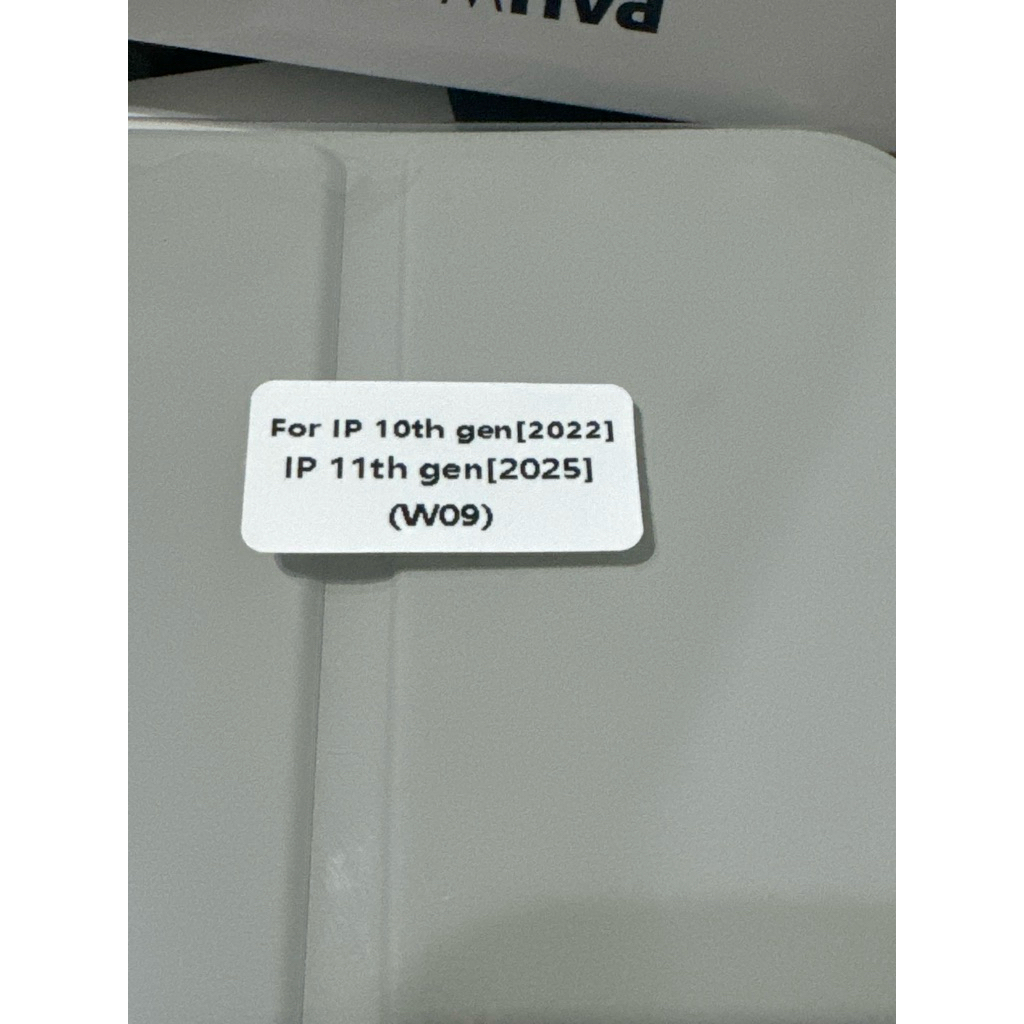 For IP 10th gen[2022]
IP 11th gen[2025]
(W09)